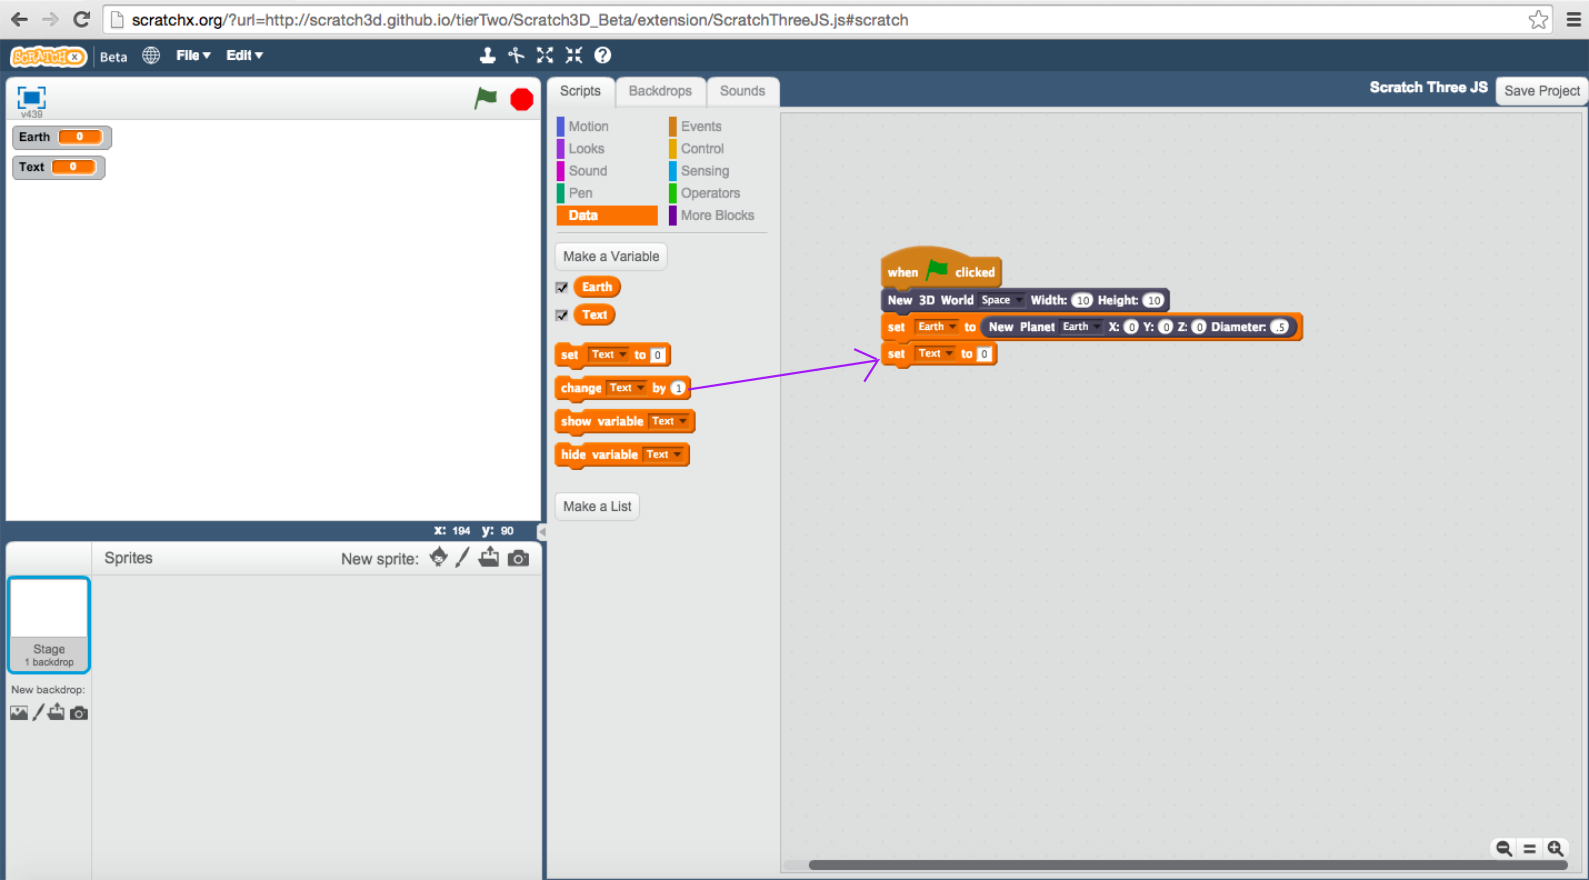 scratchx.org/?url=http://scratch3d.github.io/tierTwo/Scratch3D_Beta/extension/ScratchThreeJS.js#scratch
SCRATCHX Beta File Edit
Scripts Backdrops Sounds Scratch Three JS Save Project
v439
Earth 0
Text 0
Motion Events
Looks Control
Sound Sensing
Pen Operators
Data More Blocks
Make a Variable
Earth
Text
set Text to 0
change Text by 1
show variable Text
hide variable Text
Make a List
when clicked
New 3D World Space Width: 10 Height: 10
set Earth to New Planet Earth X: 0 Y: 0 Z: 0 Diameter: .5
set Text to 0
x: 194 y: 90
Sprites New sprite:
Stage
1 backdrop
New backdrop: